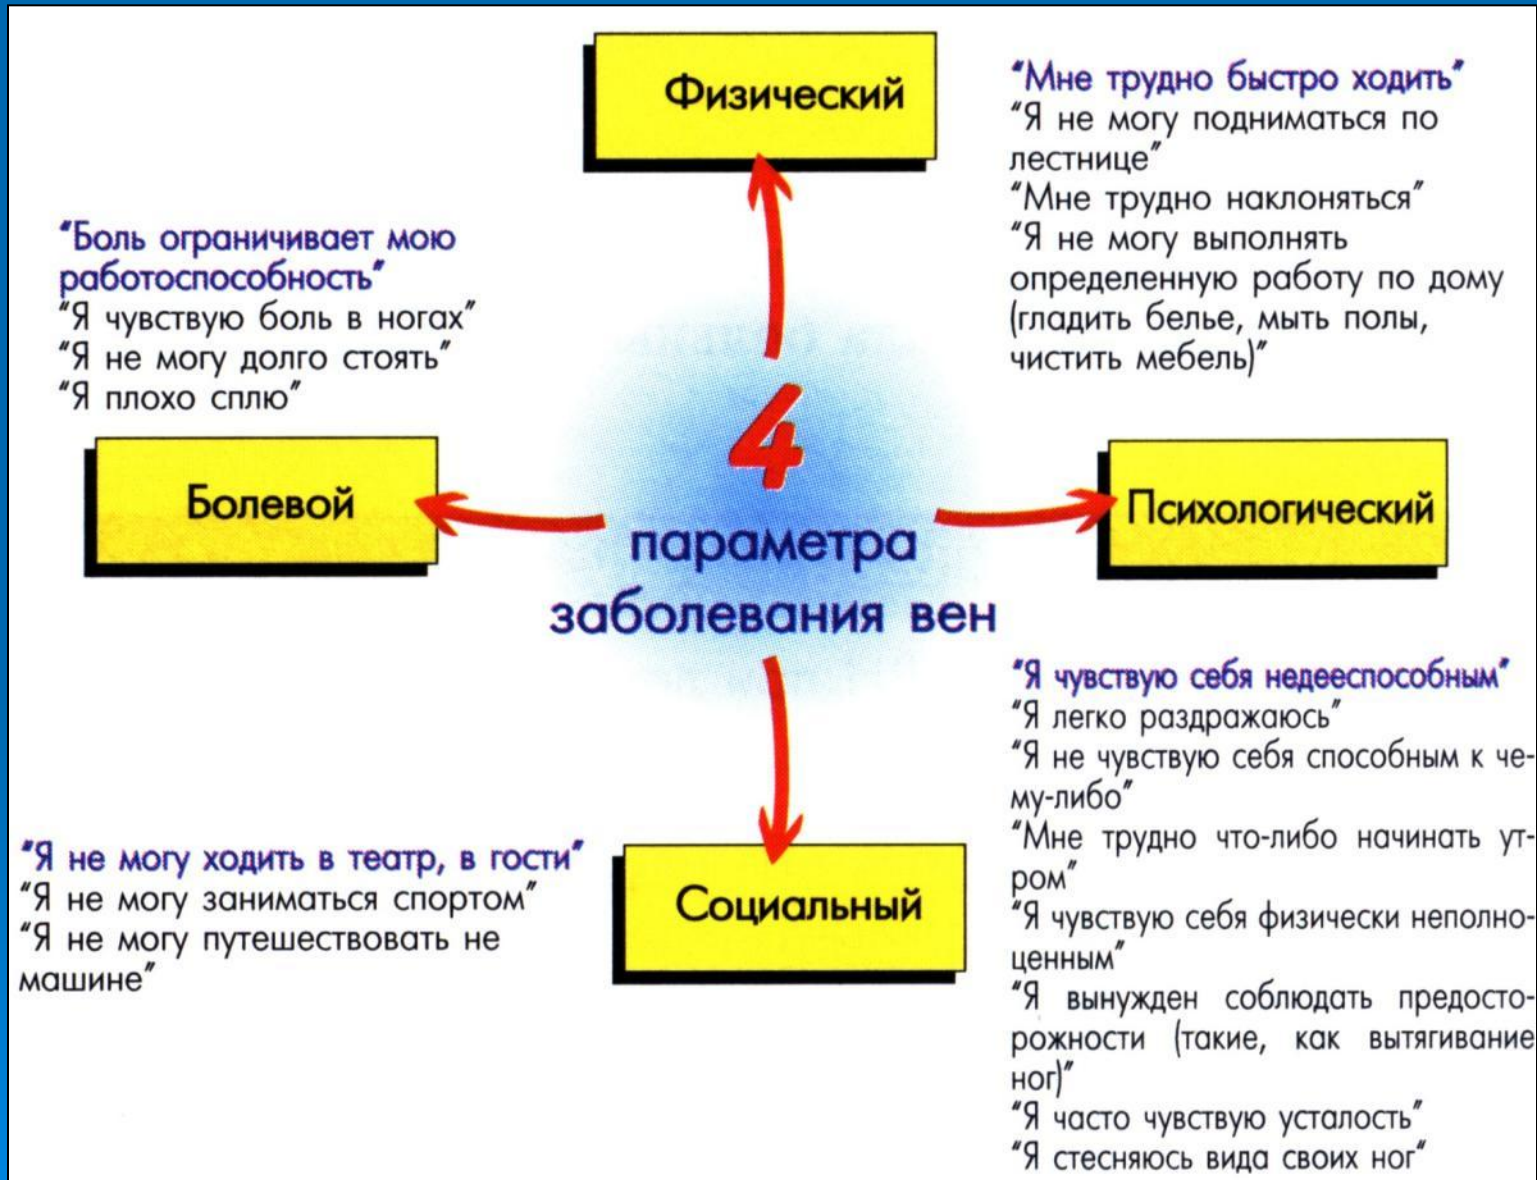 Физический
"Мне трудно быстро ходить"
"Я не могу подниматься по
лестнице"
"Мне трудно наклоняться"
"Я не могу выполнять
определенную работу по дому
(гладить белье, мыть полы,
чистить мебель)"
"Боль ограничивает мою
работоспособность"
"Я чувствую боль в ногах"
"Я не могу долго стоять"
"Я плохо сплю"
Болевой
4
параметра
заболевания вен
Психологический
"Я чувствую себя недееспособным"
"Я легко раздражаюсь"
"Я не чувствую себя способным к че-
му-либо"
"Мне трудно что-либо начинать ут-
ром"
"Я чувствую себя физически неполно-
ценным"
"Я вынужден соблюдать предосто-
рожности (такие, как вытягивание
ног)"
"Я часто чувствую усталость"
"Я стесняюсь вида своих ног"
"Я не могу ходить в театр, в гости"
"Я не могу заниматься спортом"
"Я не могу путешествовать не
машине"
Социальный